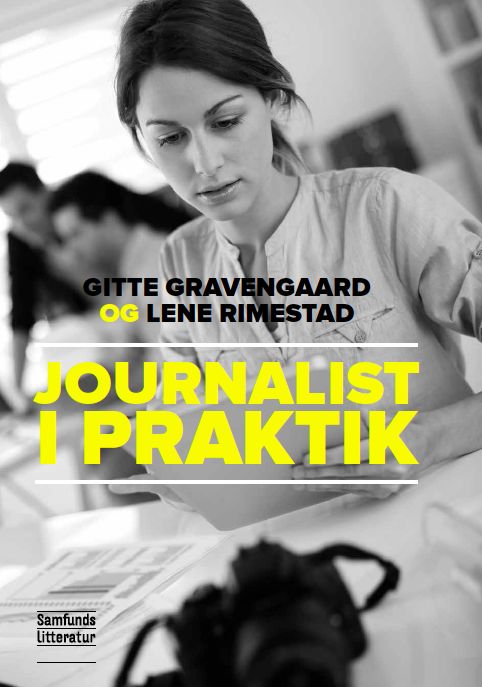 GITTE GRAVENGAARD
OG LENE RIMESTAD
JOURNALIST
I PRAKTIK
Samfunds
litteratur